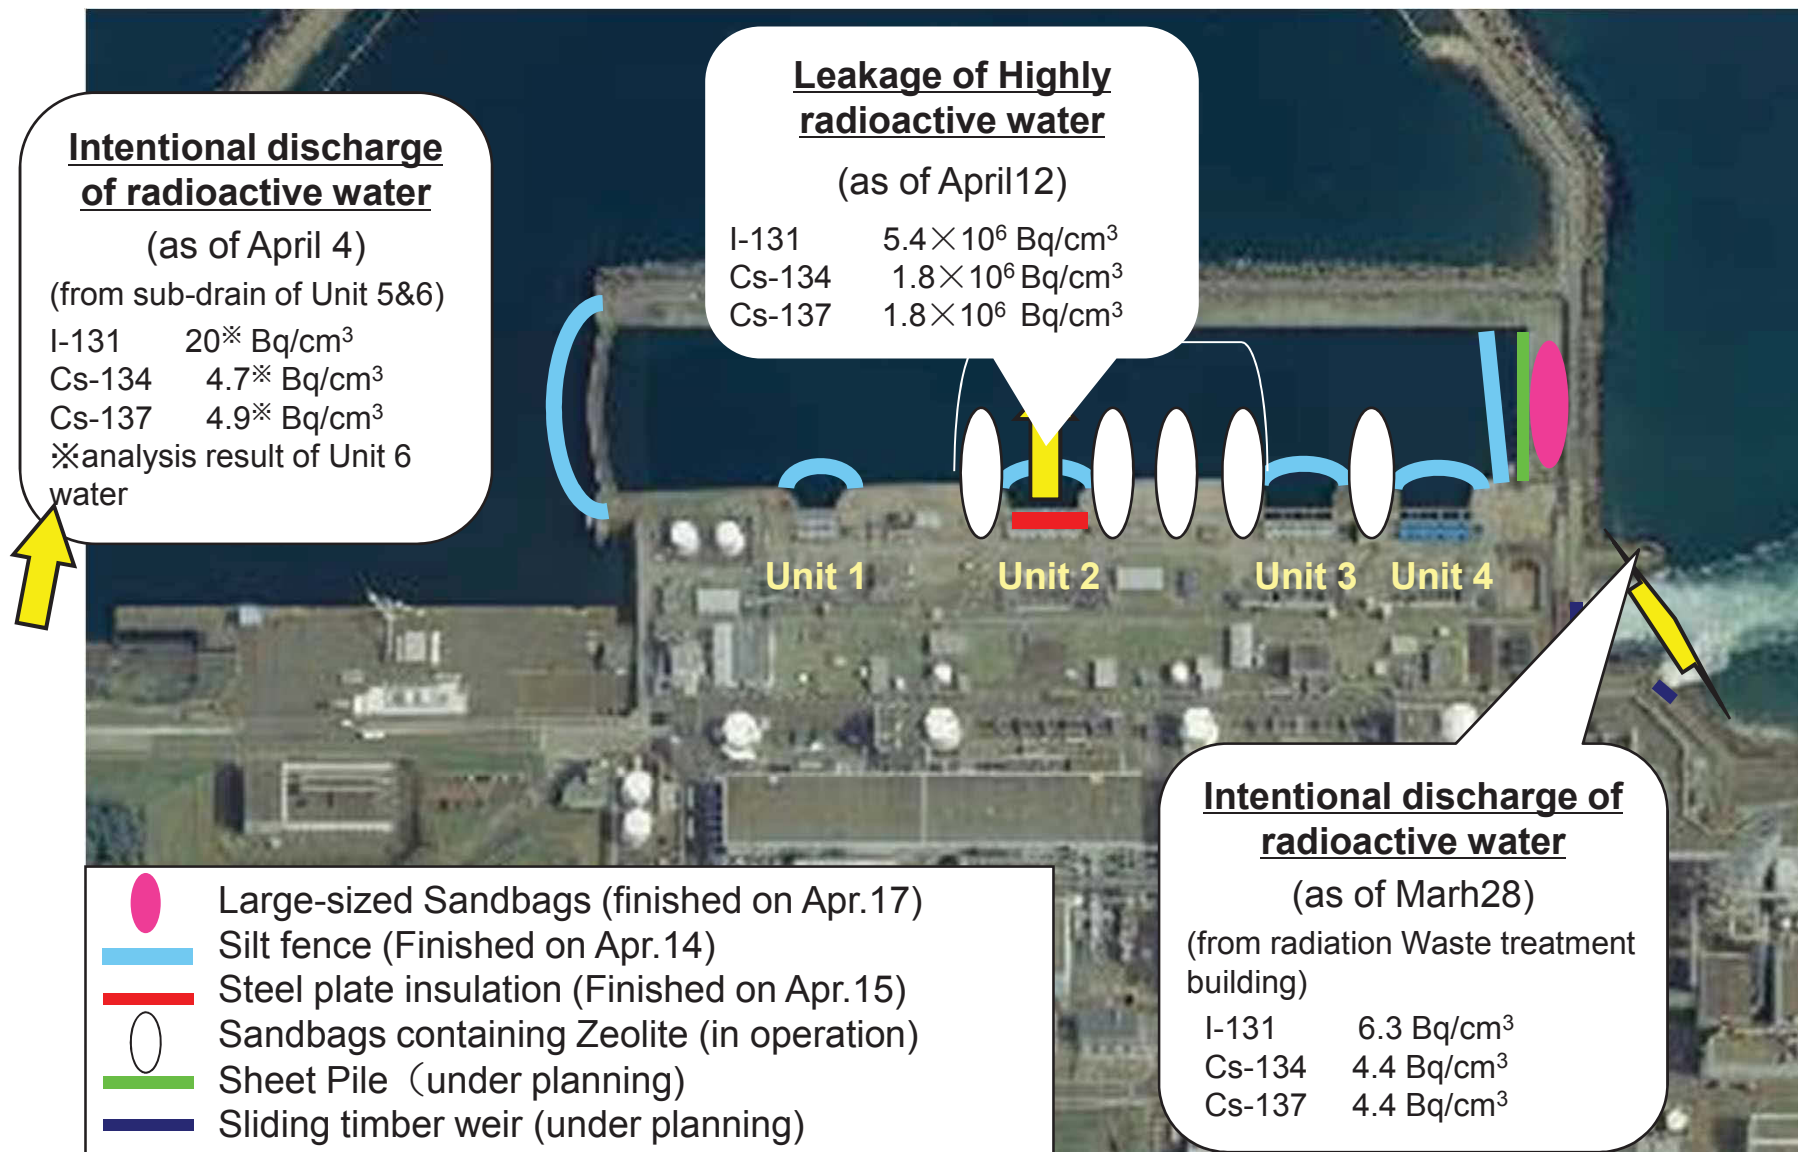 Intentional discharge
of radioactive water
(as of April 4)
(from sub-drain of Unit 5&6)
I-131 20※ Bq/cm³
Cs-134 4.7※ Bq/cm³
Cs-137 4.9※ Bq/cm³
※analysis result of Unit 6
water
Leakage of Highly
radioactive water
(as of April12)
I-131 5.4×10⁶ Bq/cm³
Cs-134 1.8×10⁶ Bq/cm³
Cs-137 1.8×10⁶ Bq/cm³
Unit 1
Unit 2
Unit 3
Unit 4
Intentional discharge of
radioactive water
(as of Marh28)
(from radiation Waste treatment
building)
I-131 6.3 Bq/cm³
Cs-134 4.4 Bq/cm³
Cs-137 4.4 Bq/cm³
Large-sized Sandbags (finished on Apr.17)
Silt fence (Finished on Apr.14)
Steel plate insulation (Finished on Apr.15)
Sandbags containing Zeolite (in operation)
Sheet Pile（under planning)
Sliding timber weir (under planning)